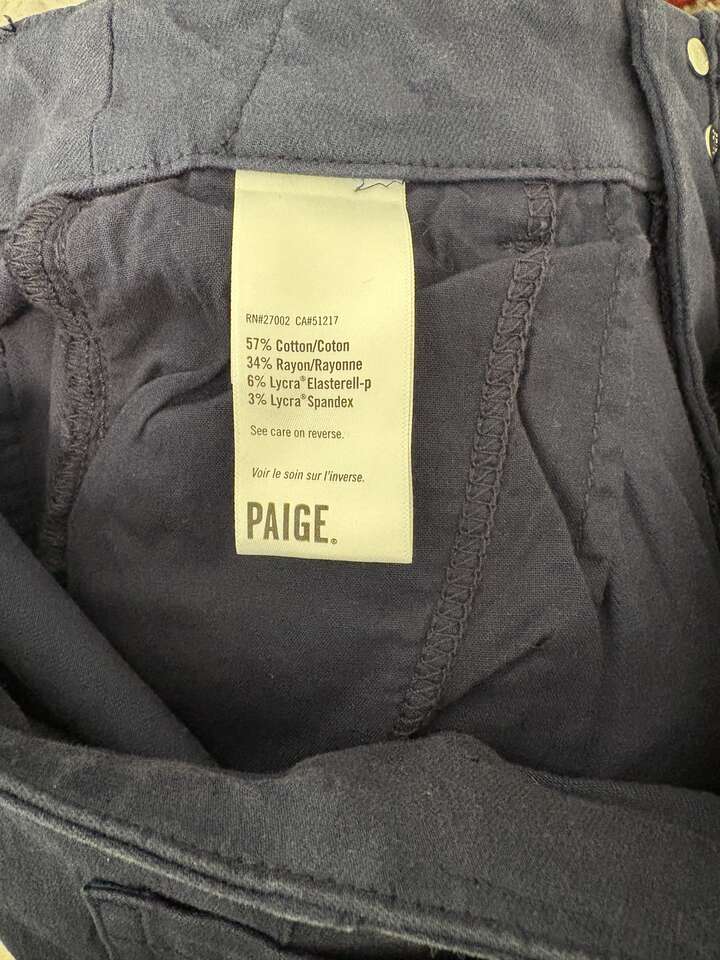 RN#27002 CA#51217
57% Cotton/Coton
34% Rayon/Rayonne
6% Lycra® Elasterell-p
3% Lycra® Spandex
See care on reverse.
Voir le soin sur l'inverse.
PAIGE®